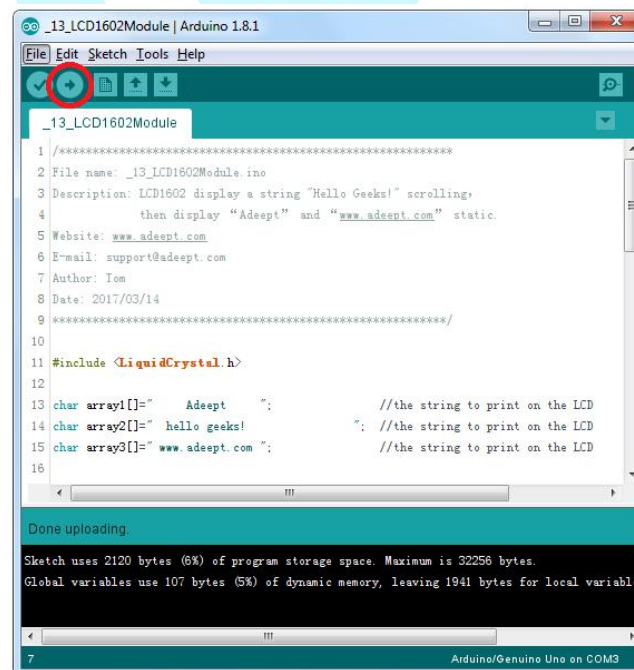 _13_LCD1602Module | Arduino 1.8.1
File Edit Sketch Tools Help
_13_LCD1602Module
1 /***********************************************************
2 File name: _13_LCD1602Module.ino
3 Description: LCD1602 display a string "Hello Geeks!" scrolling,
4 then display “Adeept” and “www.adeept.com” static.
5 Website: www.adeept.com
6 E-mail: support@adeept.com
7 Author: Tom
8 Date: 2017/03/14
9 ***********************************************************/
10
11 #include <LiquidCrystal.h>
12
13 char array1[]="     Adeept     "; //the string to print on the LCD
14 char array2[]=" hello geeks!                "; //the string to print on the LCD
15 char array3[]=" www.adeept.com "; //the string to print on the LCD
16
Done uploading.
Sketch uses 2120 bytes (6%) of program storage space. Maximum is 32256 bytes.
Global variables use 107 bytes (5%) of dynamic memory, leaving 1941 bytes for local variabl
7 Arduino/Genuino Uno on COM3